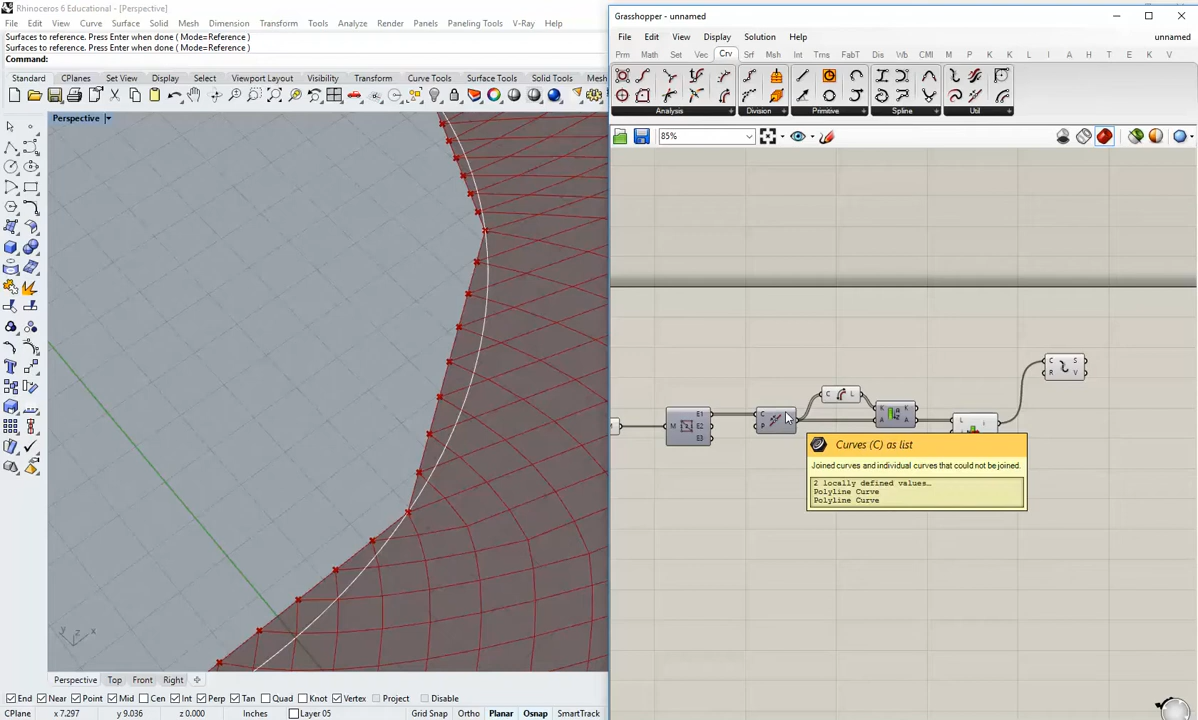 Rhinoceros 6 Educational - [Perspective]
File Edit View Curve Surface Solid Mesh Dimension Transform Tools Analyze Render Panels Paneling Tools V-Ray Help
Surfaces to reference. Press Enter when done ( Mode=Reference )
Surfaces to reference. Press Enter when done ( Mode=Reference )
Command:
Standard CPlanes Set View Display Select Viewport Layout Visibility Transform Curve Tools Surface Tools Solid Tools Mesh
Perspective
y z x
Perspective Top Front Right
End Near Point Mid Cen Int Perp Tan Quad Knot Vertex Project Disable
CPlane x 7.297 y 9.036 z 0.000 Inches Layer 05 Grid Snap Ortho Planar Osnap SmartTrack
Grasshopper - unnamed
File Edit View Display Solution Help unnamed
Prm Math Set Vec Crv Srf Msh Int Trns FabT Dis Wb CMI M P K K L I A H E K V
Analysis Division Primitive Spline Util
85%
C S
R V
C L
M E1 E2 E3
C P
K K
A A
L i
Curves (C) as list
Joined curves and individual curves that could not be joined.
2 locally defined values…
Polyline Curve
Polyline Curve